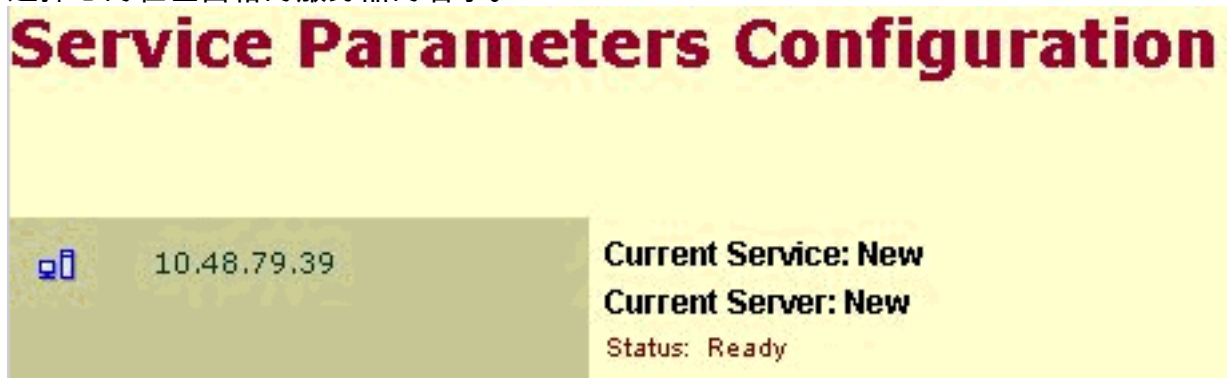 Service Parameters Configuration
10.48.79.39
Current Service: New
Current Server: New
Status: Ready